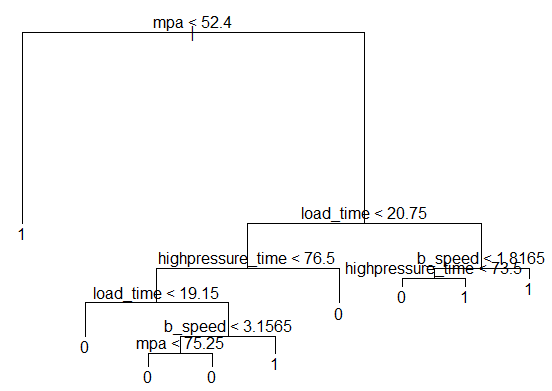 mpa < 52.4
1
load_time < 20.75
highpressure_time < 76.5
b_speed < 1.8165
highpressure_time < 73.5
load_time < 19.15
0
1
1
0
b_speed < 3.1565
0
mpa < 75.25
1
0
0